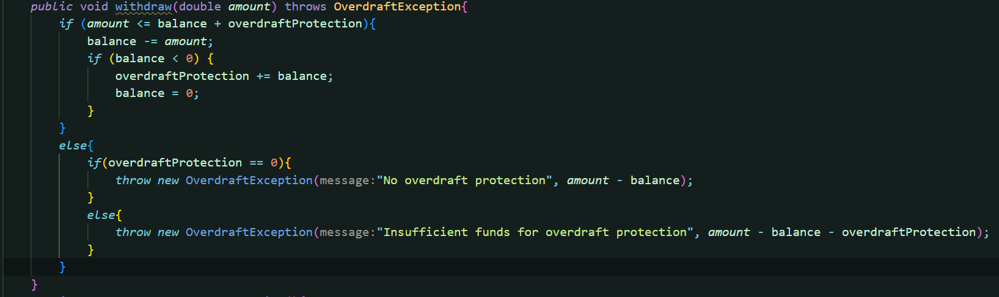 public void withdraw(double amount) throws OverdraftException{
if (amount <= balance + overdraftProtection){
balance -= amount;
if (balance < 0) {
overdraftProtection += balance;
balance = 0;
}
}
else{
if(overdraftProtection == 0){
throw new OverdraftException(message:"No overdraft protection", amount - balance);
}
else{
throw new OverdraftException(message:"Insufficient funds for overdraft protection", amount - balance - overdraftProtection);
}
}
}